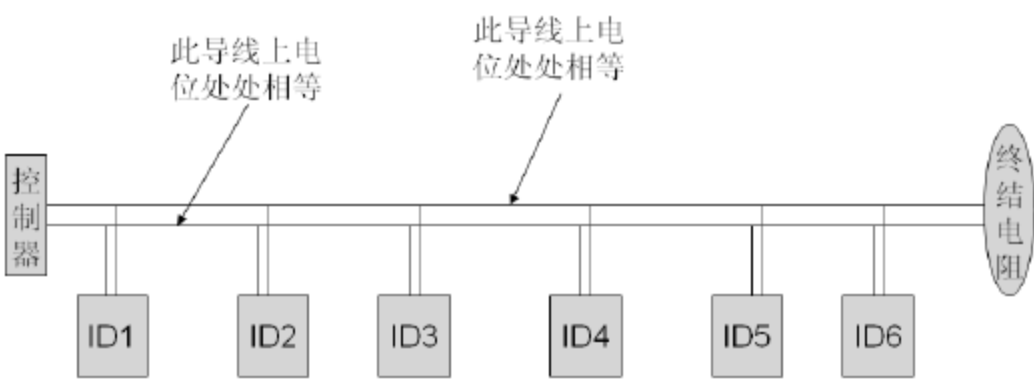 此导线上电
位处处相等
此导线上电
位处处相等
控
制
器
终
结
电
阻
ID1
ID2
ID3
ID4
ID5
ID6